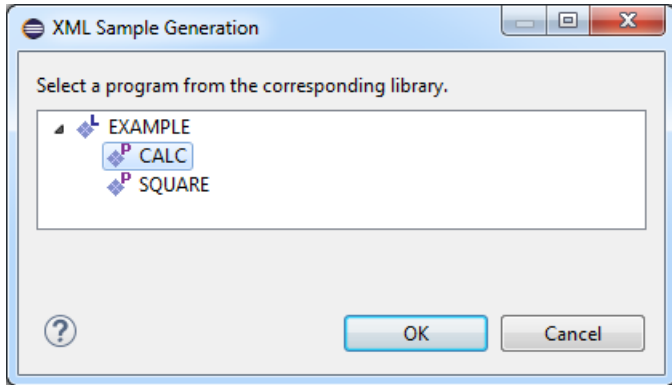 XML Sample Generation
Select a program from the corresponding library.
L EXAMPLE
P CALC
P SQUARE
?
OK Cancel